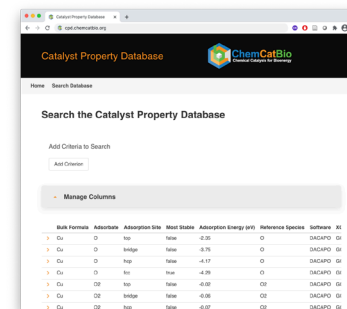 Catalyst Property Database
cpd.chemcatbio.org
Catalyst Property Database
ChemCatBio
Chemical Catalysis for Bioenergy
Home Search Database
Search the Catalyst Property Database
Add Criteria to Search
Add Criterion
Manage Columns
Bulk Formula Adsorbate Adsorption Site Most Stable Adsorption Energy (eV) Reference Species Software
Cu O top false -2.35 O DACAPO
Cu O bridge false -3.75 O DACAPO
Cu O hcp false -4.17 O DACAPO
Cu O fcc true -4.29 O DACAPO
Cu O2 top false -0.02 O2 DACAPO
Cu O2 bridge false -0.06 O2 DACAPO
Cu O2 hcp false -0.07 O2 DACAPO